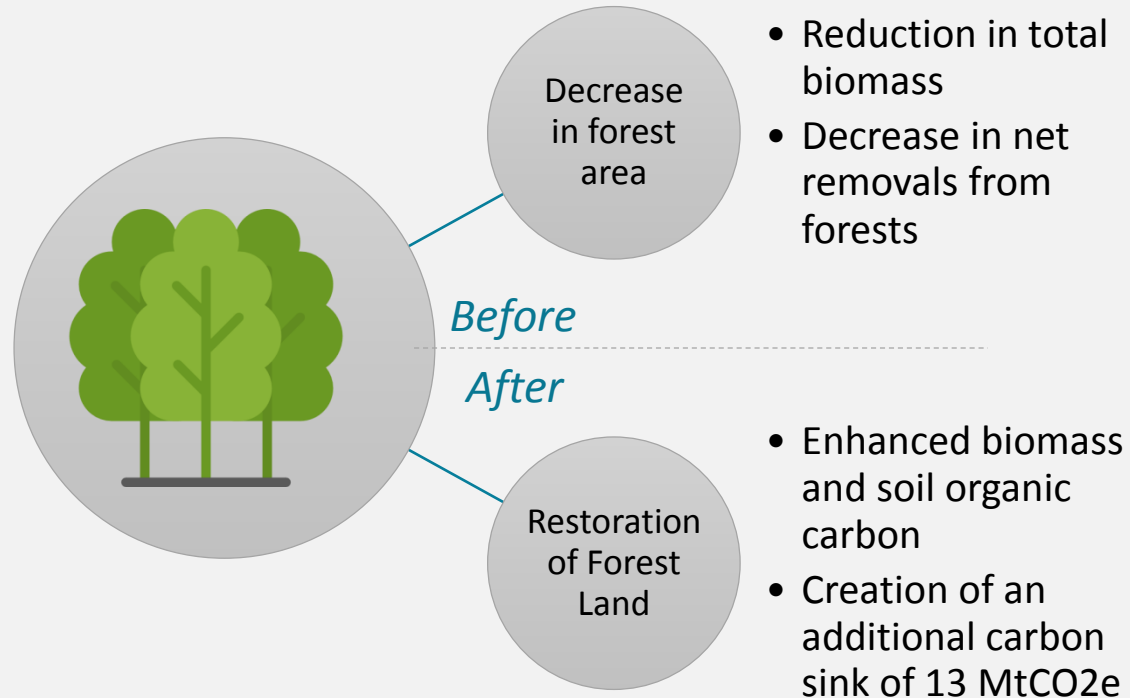 Decrease
in forest
area
• Reduction in total
biomass
• Decrease in net
removals from
forests
Before
After
Restoration
of Forest
Land
• Enhanced biomass
and soil organic
carbon
• Creation of an
additional carbon
sink of 13 MtCO2e